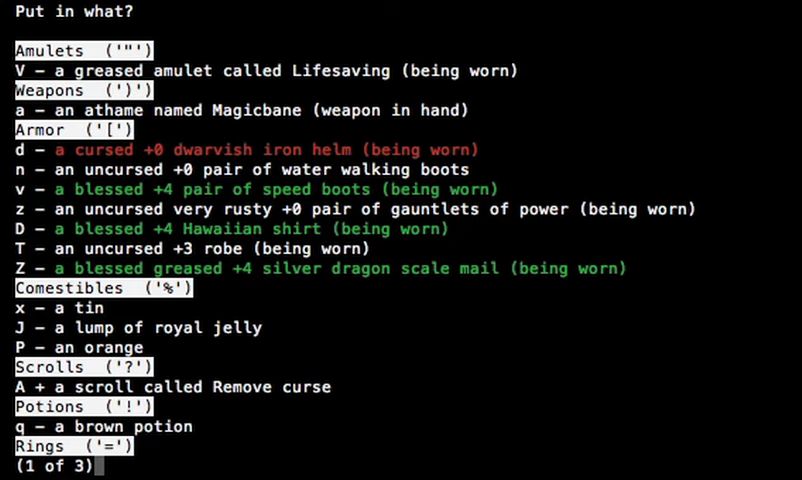 Put in what?
Amulets ('"')
V - a greased amulet called Lifesaving (being worn)
Weapons (')')
a - an athame named Magicbane (weapon in hand)
Armor ('[')
d - a cursed +0 dwarvish iron helm (being worn)
n - an uncursed +0 pair of water walking boots
v - a blessed +4 pair of speed boots (being worn)
z - an uncursed very rusty +0 pair of gauntlets of power (being worn)
D - a blessed +4 Hawaiian shirt (being worn)
T - an uncursed +3 robe (being worn)
Z - a blessed greased +4 silver dragon scale mail (being worn)
Comestibles ('%')
x - a tin
J - a lump of royal jelly
P - an orange
Scrolls ('?')
A + a scroll called Remove curse
Potions ('!')
q - a brown potion
Rings ('=')
(1 of 3)